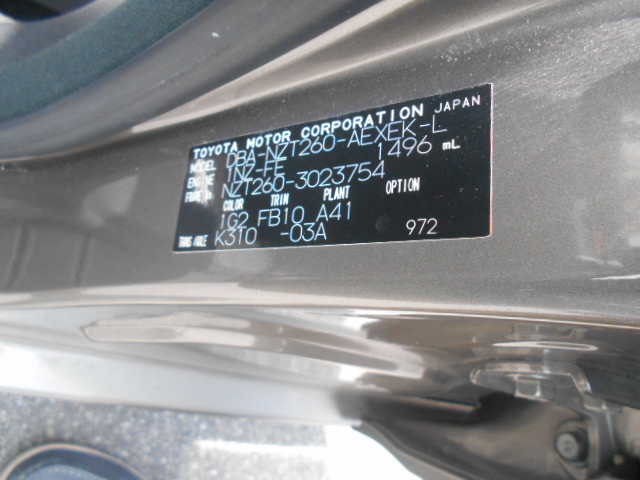 TOYOTA MOTOR CORPORATION JAPAN
MODEL DBA-NZT260-AEXEK-L
ENGINE 1NZ-FE 1496 mL
FRAME No. NZT260-3023754
COLOR TRIM PLANT OPTION
1G2 FB10 A41
TRANS/AXLE K310 -03A 972